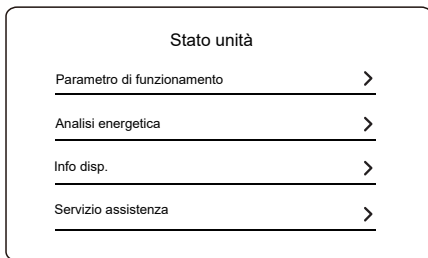 Stato unità
Parametro di funzionamento
Analisi energetica
Info disp.
Servizio assistenza